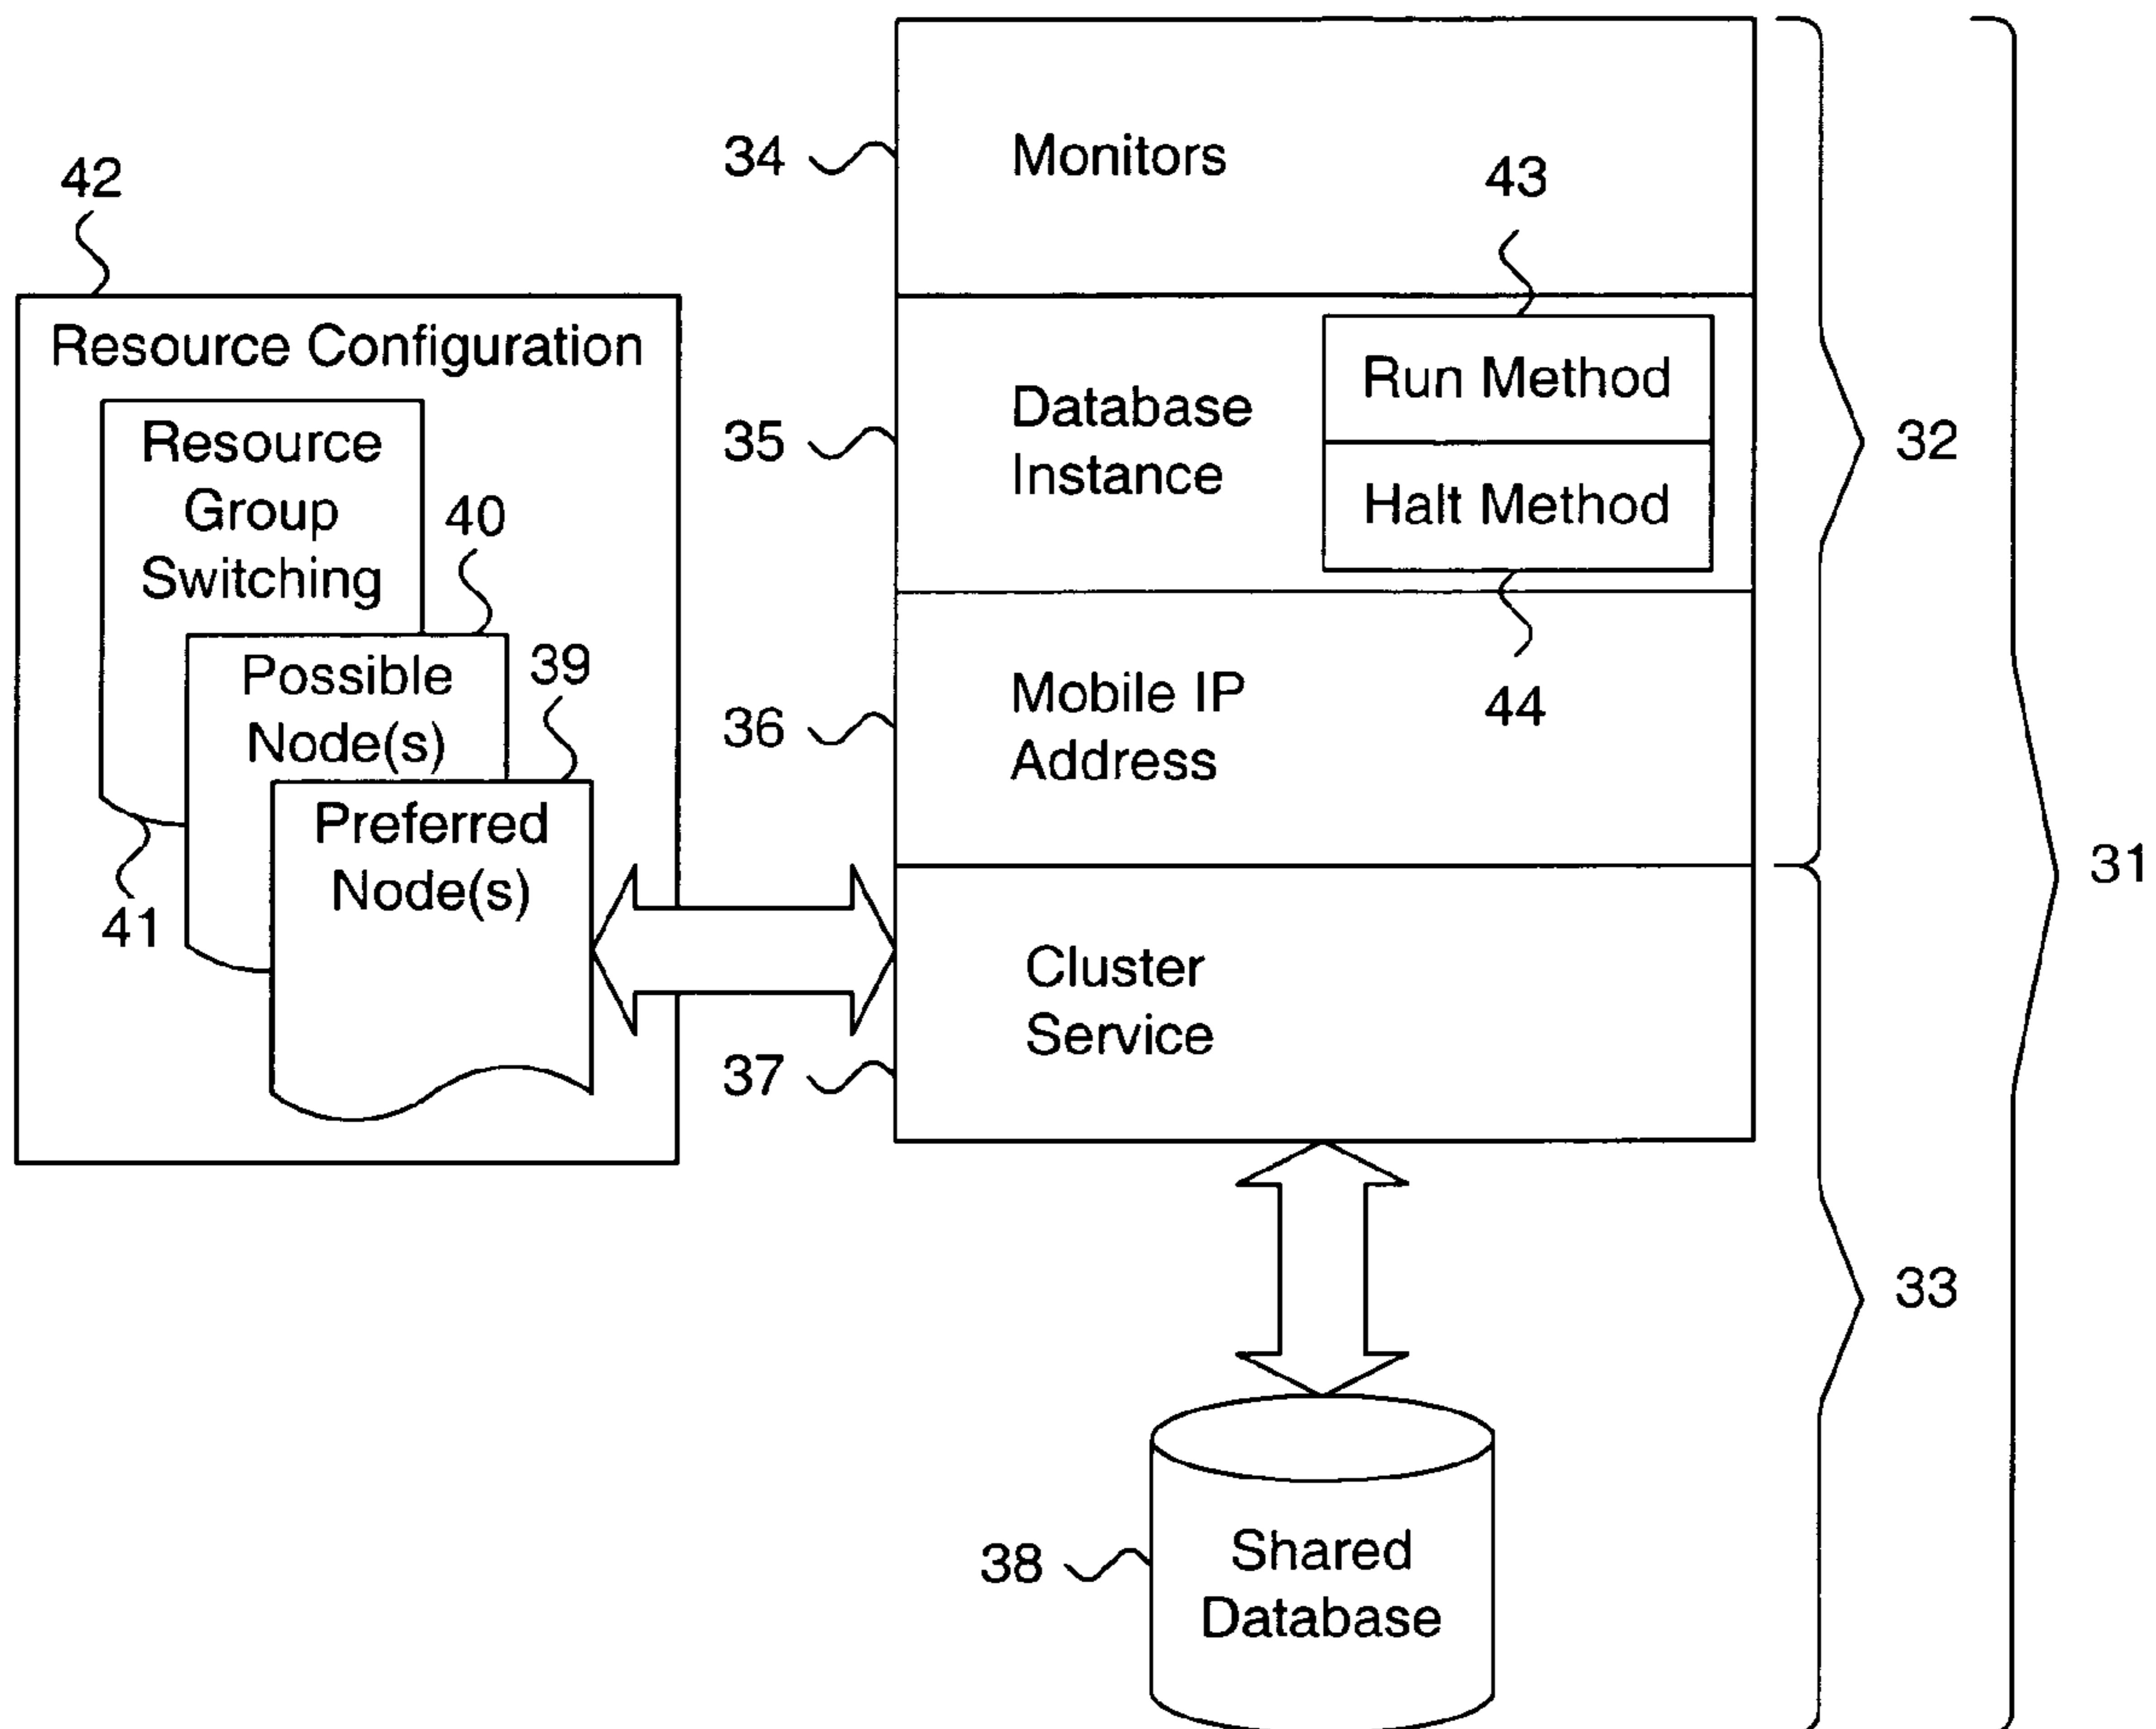 42
Resource Configuration
Resource
Group
Switching
40
Possible
Node(s)
39
Preferred
Node(s)
41
34
Monitors
43
35
Database
Instance
Run Method
Halt Method
44
36
Mobile IP
Address
37
Cluster
Service
38
Shared
Database
32
33
31